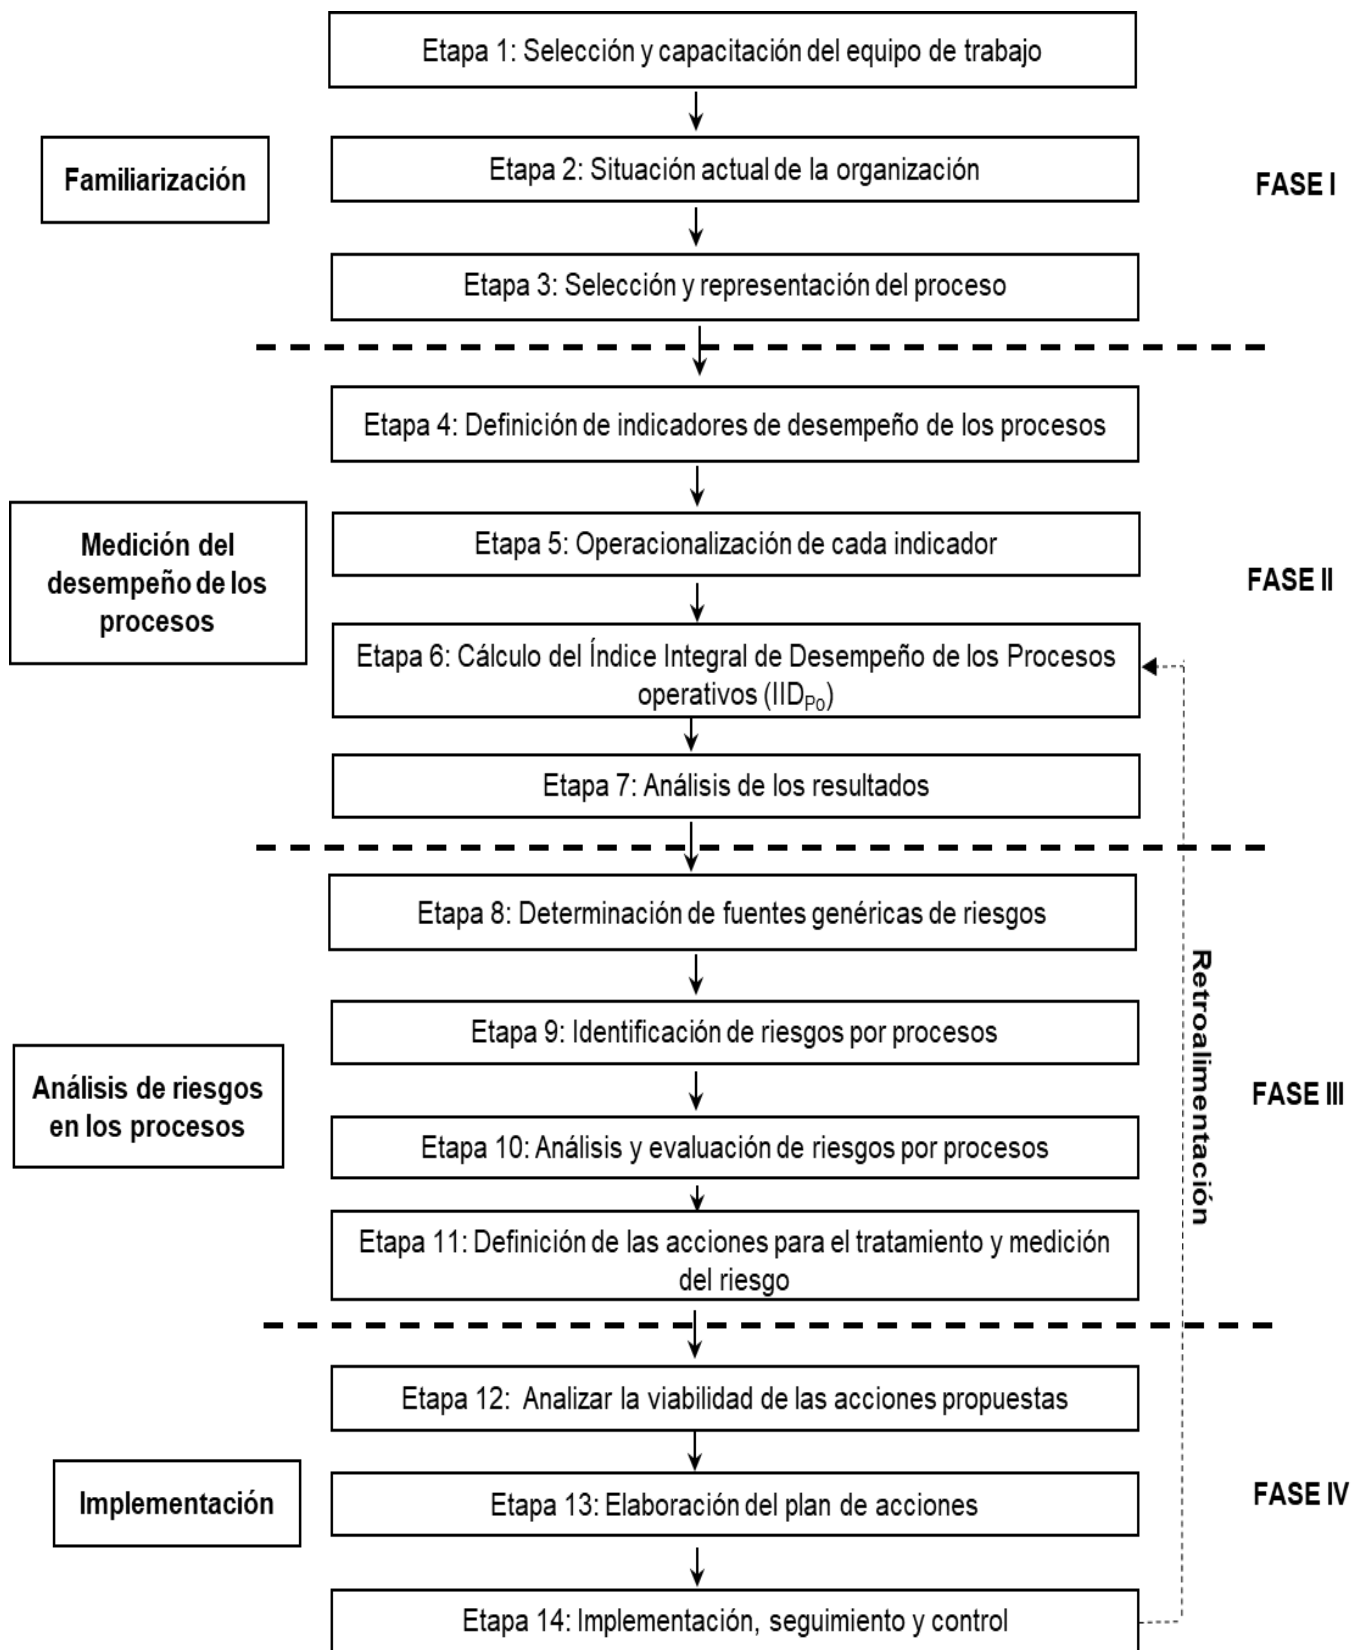 Etapa 1: Selección y capacitación del equipo de trabajo
Familiarización
Etapa 2: Situación actual de la organización
FASE I
Etapa 3: Selección y representación del proceso
Etapa 4: Definición de indicadores de desempeño de los procesos
Medición del
desempeño de los
procesos
Etapa 5: Operacionalización de cada indicador
FASE II
Etapa 6: Cálculo del Índice Integral de Desempeño de los Procesos
operativos (IIDPo)
Etapa 7: Análisis de los resultados
Etapa 8: Determinación de fuentes genéricas de riesgos
Retroalimentación
Etapa 9: Identificación de riesgos por procesos
Análisis de riesgos
en los procesos
FASE III
Etapa 10: Análisis y evaluación de riesgos por procesos
Etapa 11: Definición de las acciones para el tratamiento y medición
del riesgo
Etapa 12: Analizar la viabilidad de las acciones propuestas
Implementación
Etapa 13: Elaboración del plan de acciones
FASE IV
Etapa 14: Implementación, seguimiento y control